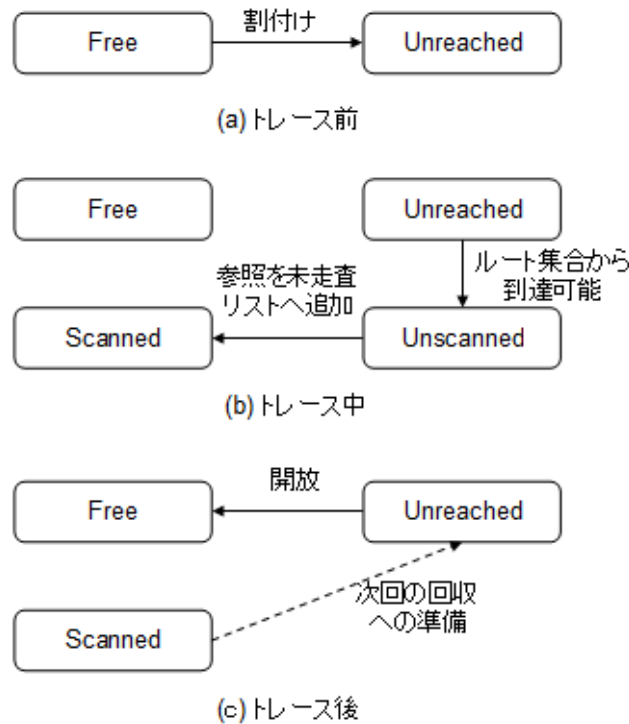 割付け
Free
Unreached
(a) トレース前
Free
Unreached
ルート集合から
到達可能
参照を未走査
リストへ追加
Scanned
Unscanned
(b) トレース中
開放
Free
Unreached
次回の回収
への準備
Scanned
(c) トレース後